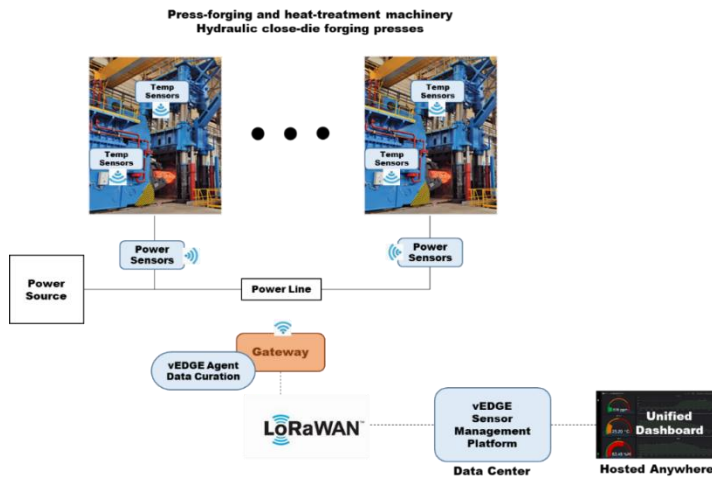 Press-forging and heat-treatment machinery
Hydraulic close-die forging presses
Temp
Sensors
Temp
Sensors
Temp
Sensors
Temp
Sensors
Power
Sensors
Power
Sensors
Power
Source
Power Line
Gateway
vEDGE Agent
Data Curation
LoRaWAN™
vEDGE
Sensor
Management
Platform
Unified
Dashboard
Data Center
Hosted Anywhere